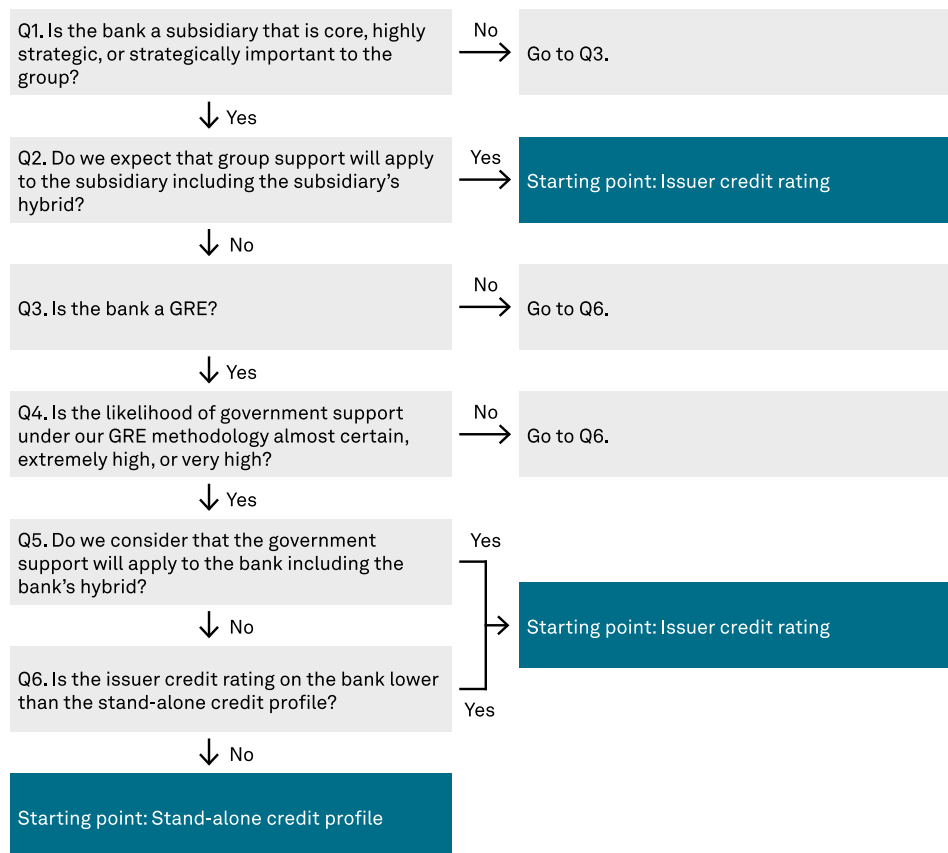 Q1. Is the bank a subsidiary that is core, highly
strategic, or strategically important to the
group?
No
Go to Q3.
Yes
Q2. Do we expect that group support will apply
to the subsidiary including the subsidiary's
hybrid?
Yes
Starting point: Issuer credit rating
No
Q3. Is the bank a GRE?
No
Go to Q6.
Yes
Q4. Is the likelihood of government support
under our GRE methodology almost certain,
extremely high, or very high?
No
Go to Q6.
Yes
Q5. Do we consider that the government
support will apply to the bank including the
bank's hybrid?
Yes
Starting point: Issuer credit rating
No
Q6. Is the issuer credit rating on the bank lower
than the stand-alone credit profile?
Yes
No
Starting point: Stand-alone credit profile